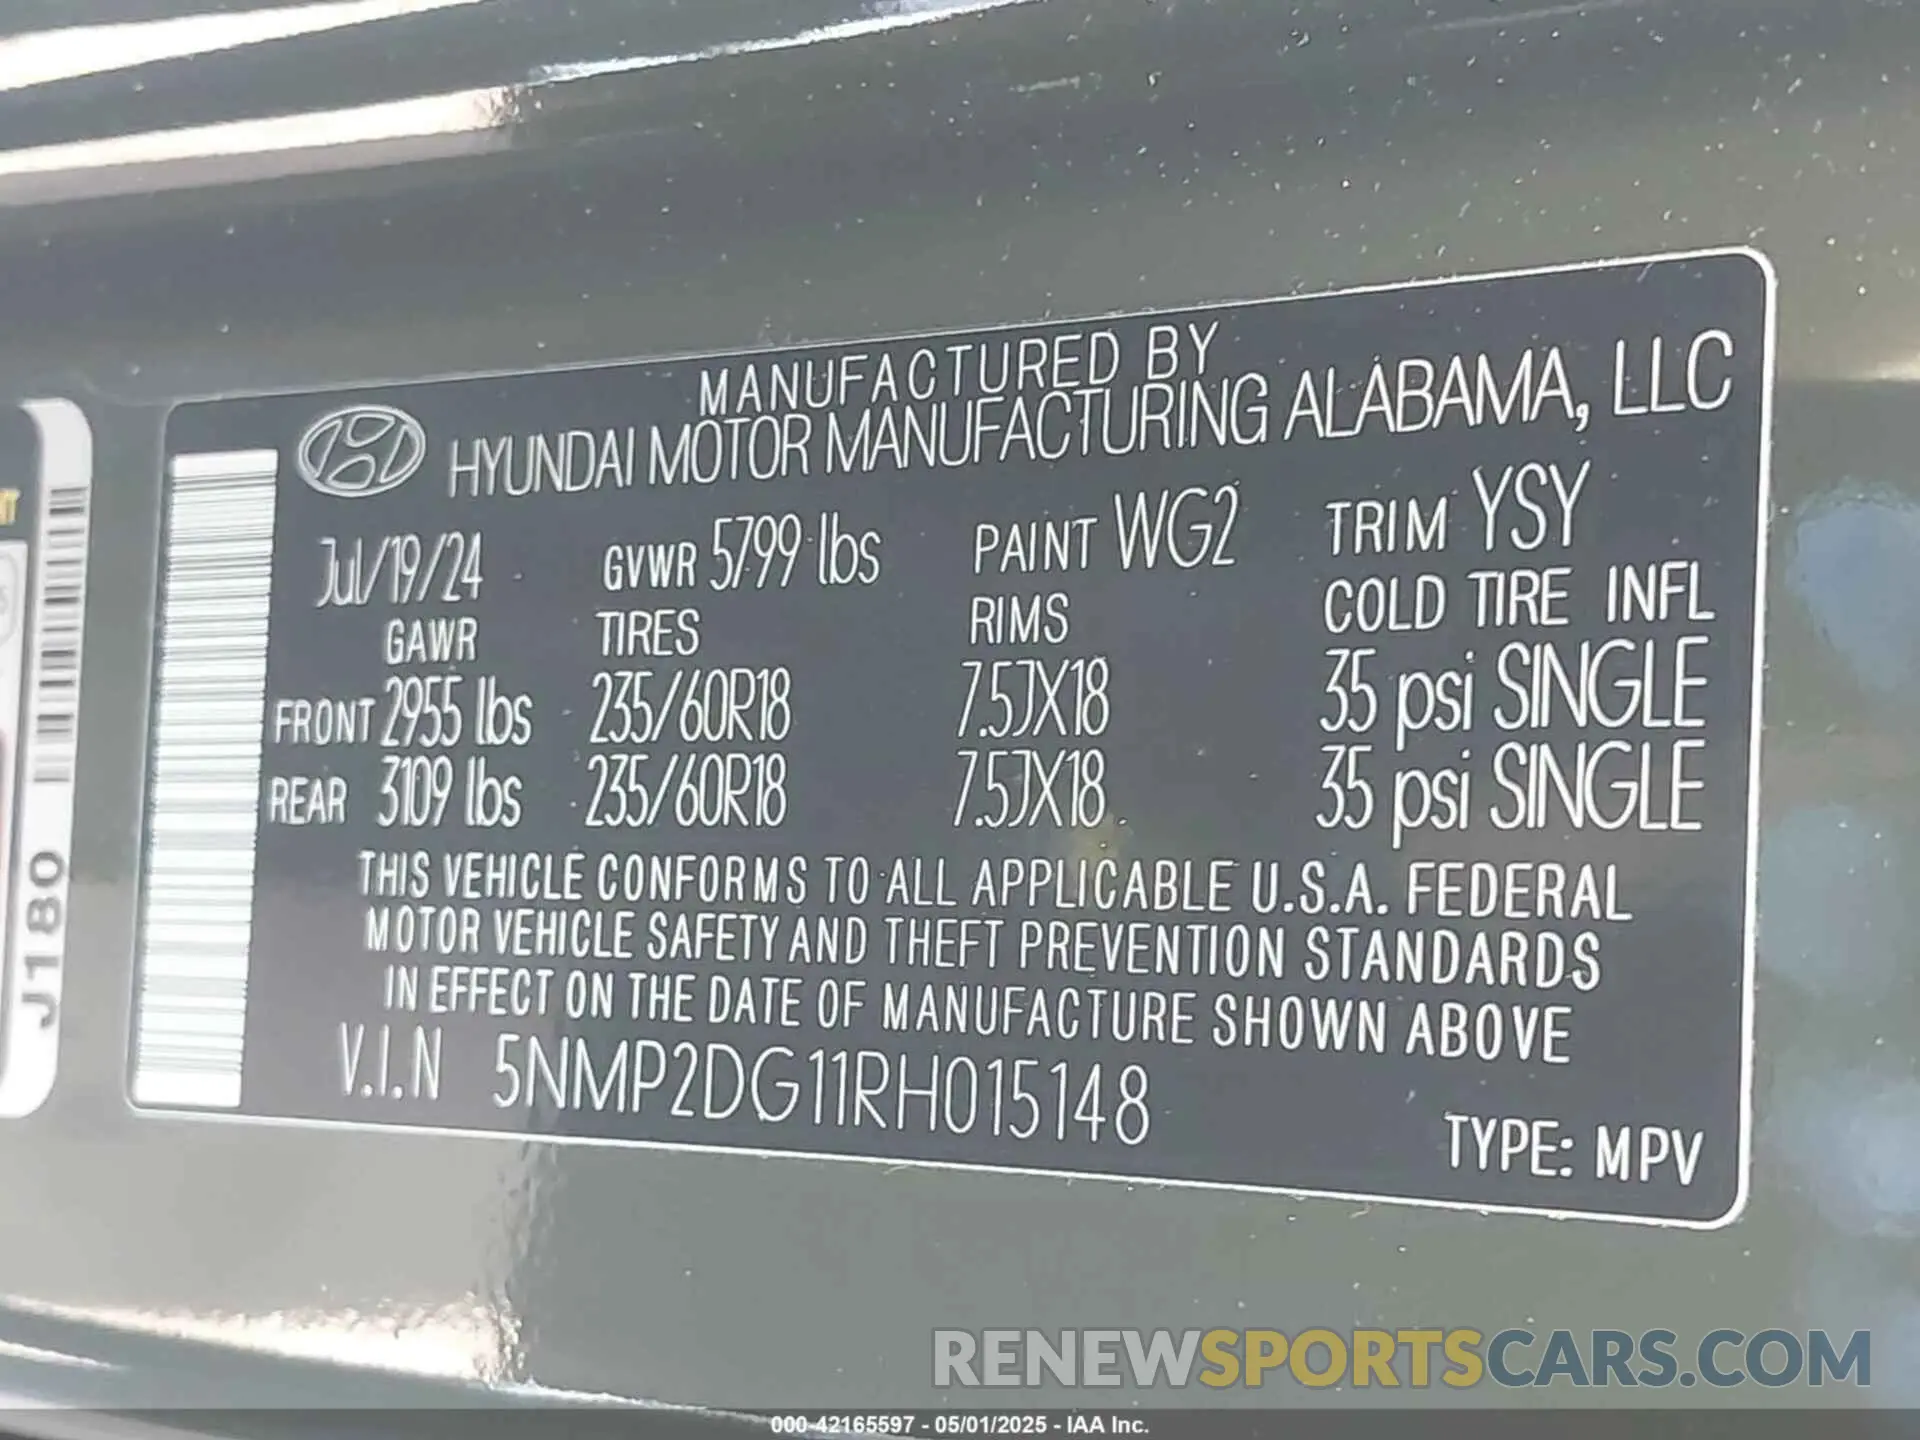 MANUFACTURED BY
HYUNDAI MOTOR MANUFACTURING ALABAMA, LLC
Jul/19/24 GVWR 5799 lbs PAINT WG2 TRIM YSY
GAWR TIRES RIMS COLD TIRE INFL
FRONT 2955 lbs 235/60R18 7.5JX18 35 psi SINGLE
REAR 3109 lbs 235/60R18 7.5JX18 35 psi SINGLE
THIS VEHICLE CONFORMS TO ALL APPLICABLE U.S.A. FEDERAL
MOTOR VEHICLE SAFETY AND THEFT PREVENTION STANDARDS
IN EFFECT ON THE DATE OF MANUFACTURE SHOWN ABOVE
V.I.N 5NMP2DG11RH015148
TYPE: MPV
J180
RENEWSPORTSCARS.COM
000-42165597 - 05/01/2025 - IAA Inc.